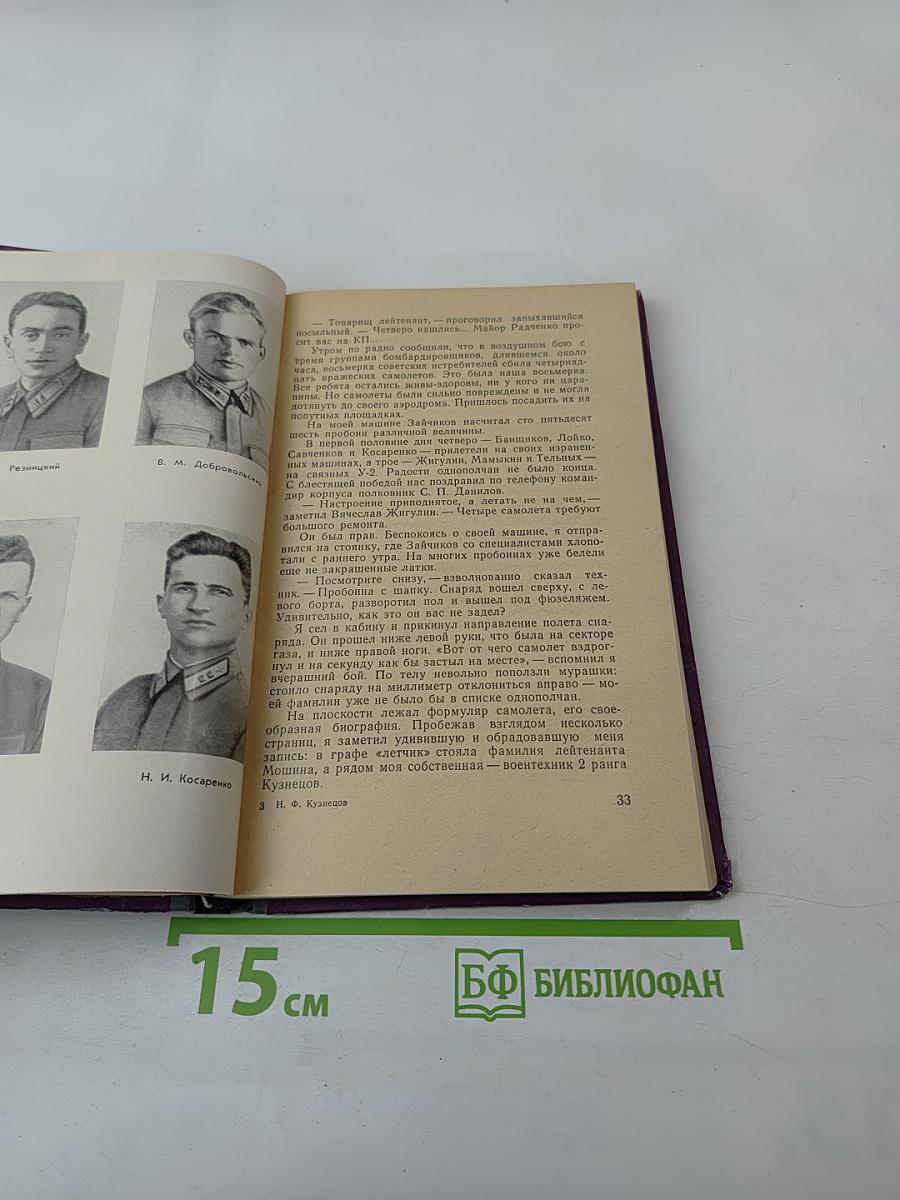 Резницкий
В. М. Добровольский
Н. И. Косаренко
— Товарищ лейтенант, — проговорял запыхавшийся
посыльный. — Четверо нашлись... Майор Радченко про-
сит вас на КП...
Утром по радио сообщили, что в воздушном бою с
тремя группами бомбардировщиков, длившемся около
часа, восьмерка советских истребителей сбила четырнад-
цать вражеских самолетов. Это была наша восьмерка.
Все ребята остались живы-здоровы, ни у кого ни цара-
пины. Но самолеты были сильно повреждены и не могли
дотянуть до своего аэродрома. Пришлось посадить их на
попутных площадках.
На моей машине Зайчиков насчитал сто пятьдесят
шесть пробоин различной величины.
В первой половине дня четверо — Банщиков, Лойко,
Савченков и Косаренко — прилетели на своих изранен-
ных машинах, а трое — Жигулин, Мамыкин и Тельных —
на связных У-2. Радости однополчан не было конца.
С блестящей победой нас поздравил по телефону коман-
дир корпуса полковник С. П. Данилов.
— Настроение приподнятое, а летать не на чем, —
заметил Вячеслав Жигулин. — Четыре самолета требуют
большого ремонта.
Он был прав. Беспокоясь о своей машине, я отпра-
вился на стоянку, где Зайчиков со специалистами хлопо-
тали с раннего утра. На многих пробоинах уже белели
еще не закрашенные латки.
— Посмотрите снизу, — взволнованно сказал тех-
ник. — Пробоина с шапку. Снаряд вошел сверху, с ле-
вого борта, разворотил пол и вышел под фюзеляжем.
Удивительно, как это он вас не задел?
Я сел в кабину и прикинул направление полета сна-
ряда. Он прошел ниже левой руки, что была на секторе
газа, и ниже правой ноги. «Вот от чего самолет вздрог-
нул и на секунду как бы застыл на месте», — вспомнил я
вчерашний бой. По телу невольно поползли мурашки:
стоило снаряду на миллиметр отклониться вправо — мо-
ей фамилии уже не было бы в списке однополчан.
На плоскости лежал формуляр самолета, его свое-
образная биография. Пробежав взглядом несколько
страниц, я заметил удивившую и обрадовавшую меня
запись: в графе «летчик» стояла фамилия лейтенанта
Мошина, а рядом моя собственная — воентехник 2 ранга
Кузнецов.
3 Н. Ф. Кузнецов 33
15 см
БФ БИБЛИОФАН